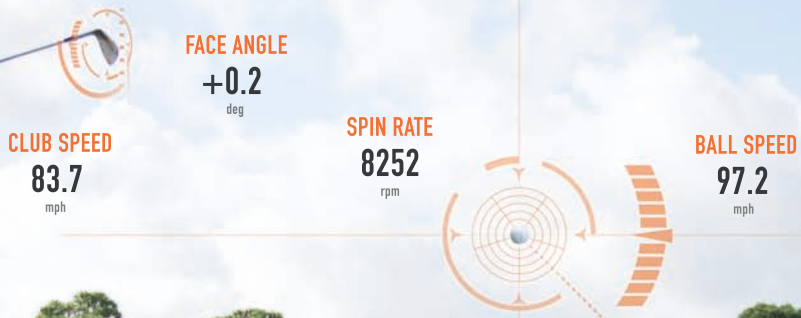 FACE ANGLE
+0.2
deg
CLUB SPEED
83.7
mph
SPIN RATE
8252
rpm
BALL SPEED
97.2
mph